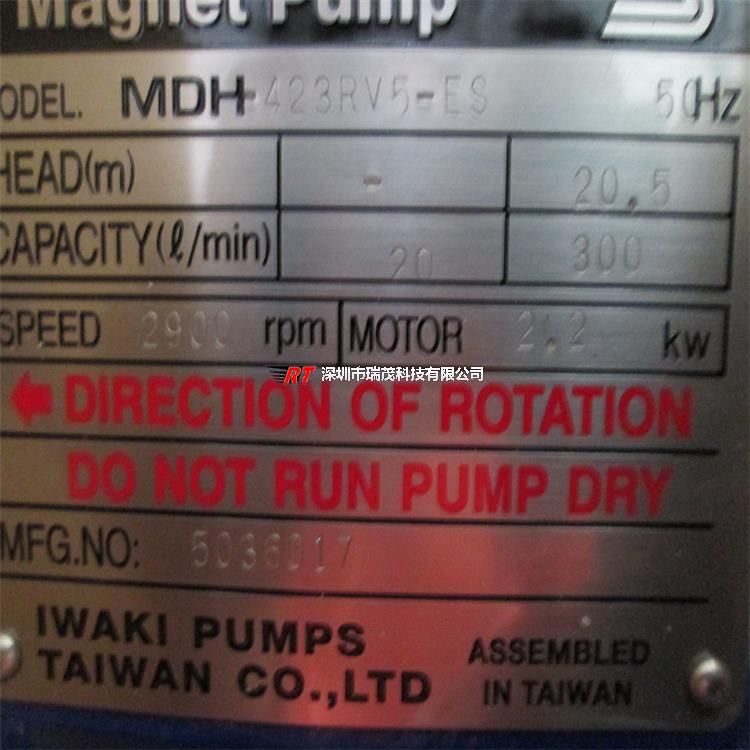 Magnet Pump
MODEL. MDH-423RV5-ES 50Hz
HEAD(m) - 20.5
CAPACITY(ℓ/min) 20 300
SPEED 2900 rpm MOTOR 2.2 kw
RT 深圳市瑞茂科技有限公司
DIRECTION OF ROTATION
DO NOT RUN PUMP DRY
MFG.NO: 5036017
IWAKI PUMPS
TAIWAN CO.,LTD
ASSEMBLED
IN TAIWAN